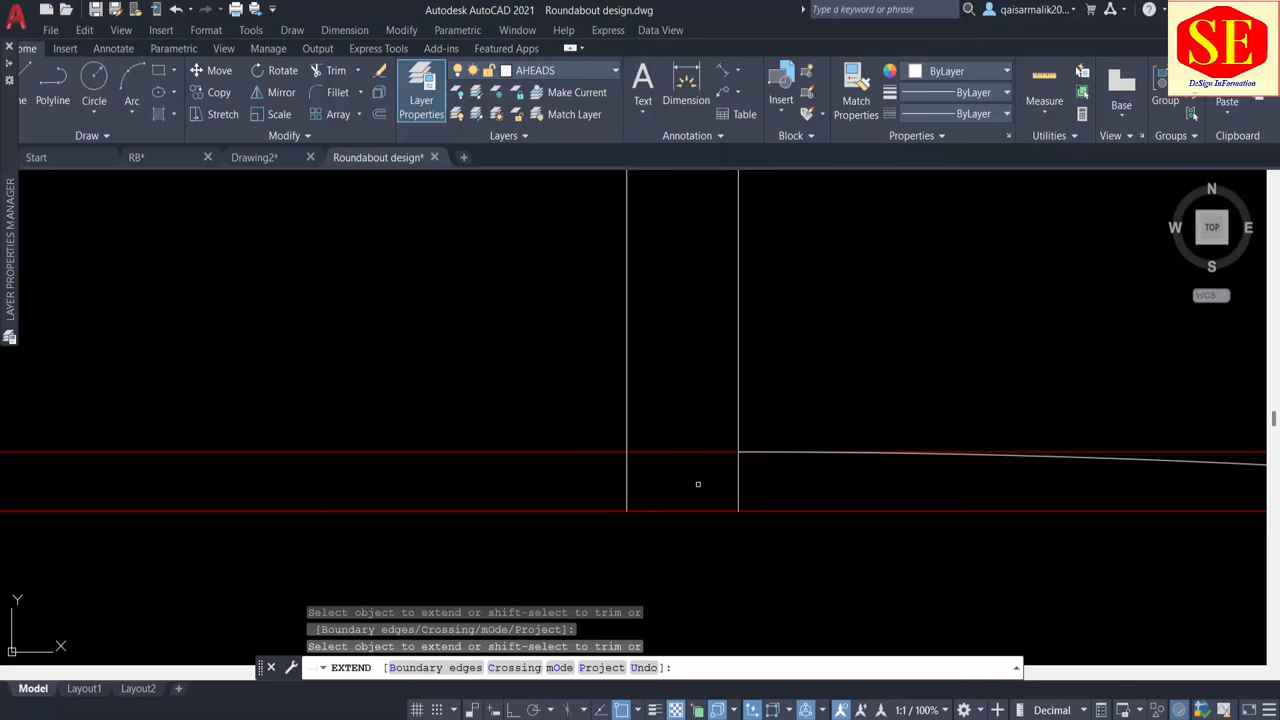 Autodesk AutoCAD 2021 Roundabout design.dwg
Type a keyword or phrase
qaisarmalik20...
SE
DeSign InFormation
File Edit View Insert Format Tools Draw Dimension Modify Parametric Window Help Express Data View
ome Insert Annotate Parametric View Manage Output Express Tools Add-ins Featured Apps
Polyline Circle Arc
Move Rotate Trim
Copy Mirror Fillet
Stretch Scale Array
Layer Properties
AHEADS
Make Current
Match Layer
Text Dimension Table
Insert
Match Properties
ByLayer
ByLayer
ByLayer
Measure
Base
Group
Paste
Draw Modify Layers Annotation Block Properties Utilities View Groups Clipboard
Start RB* Drawing2* Roundabout design*
LAYER PROPERTIES MANAGER
N
W TOP E
S
WCS
Y
X
Select object to extend or shift-select to trim or
[Boundary edges/Crossing/mOde/Project]:
Select object to extend or shift-select to trim or
EXTEND [Boundary edges Crossing mOde Project Undo]:
Model Layout1 Layout2
1:1 / 100% Decimal